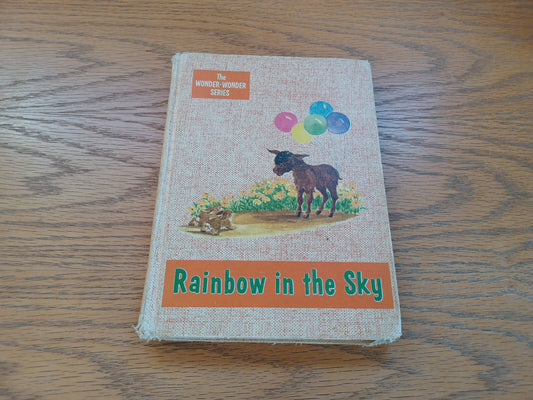 The
WONDER-WONDER
SERIES
Rainbow in the Sky